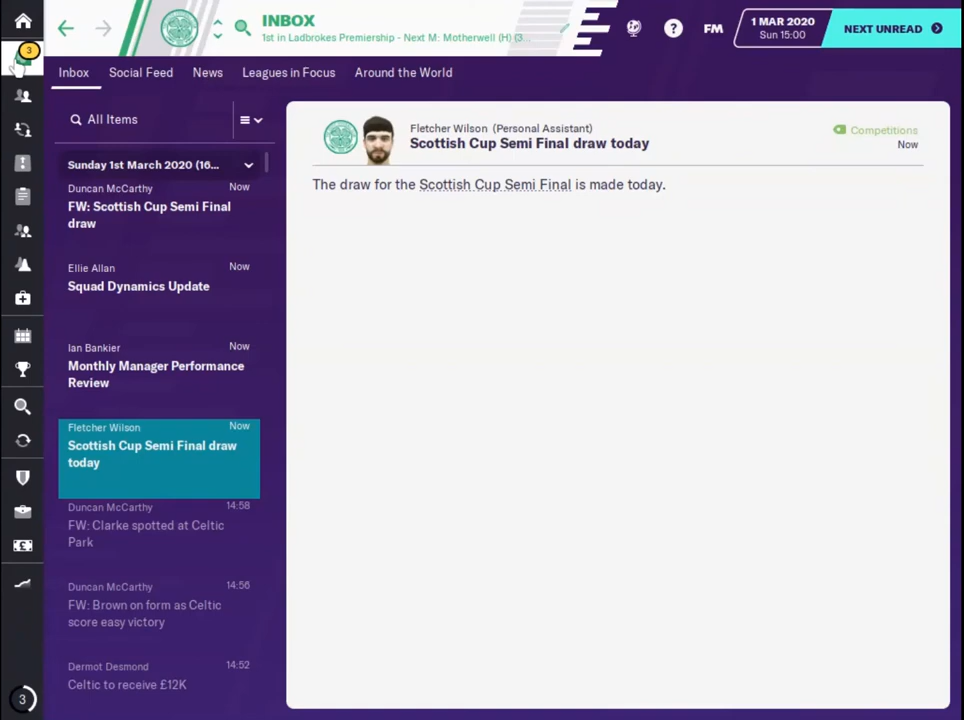 INBOX
1st in Ladbrokes Premiership - Next M: Motherwell (H) (3...
FM
1 MAR 2020
Sun 15:00
NEXT UNREAD
3
Inbox
Social Feed
News
Leagues in Focus
Around the World
All Items
Sunday 1st March 2020 (16...
Duncan McCarthy
Now
FW: Scottish Cup Semi Final
draw
Ellie Allan
Now
Squad Dynamics Update
Ian Bankier
Now
Monthly Manager Performance
Review
Fletcher Wilson
Now
Scottish Cup Semi Final draw
today
Duncan McCarthy
14:58
FW: Clarke spotted at Celtic
Park
Duncan McCarthy
14:56
FW: Brown on form as Celtic
score easy victory
Dermot Desmond
14:52
Celtic to receive £12K
3
Fletcher Wilson (Personal Assistant)
Scottish Cup Semi Final draw today
Competitions
Now
The draw for the Scottish Cup Semi Final is made today.